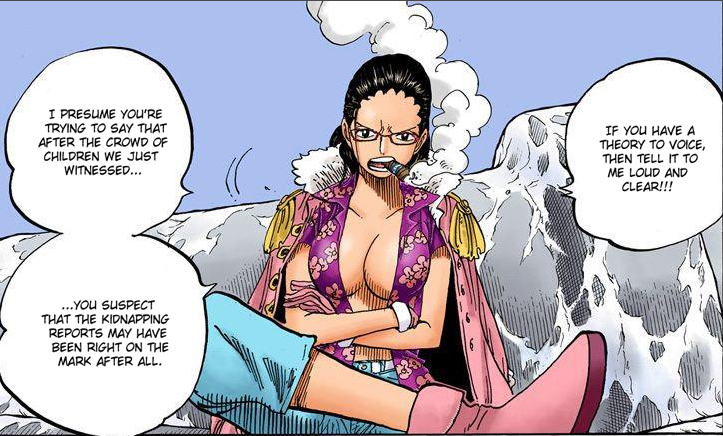 I PRESUME YOU'RE
TRYING TO SAY THAT
AFTER THE CROWD OF
CHILDREN WE JUST
WITNESSED...
...YOU SUSPECT
THAT THE KIDNAPPING
REPORTS MAY HAVE
BEEN RIGHT ON THE
MARK AFTER ALL.
IF YOU HAVE A
THEORY TO VOICE,
THEN TELL IT TO
ME LOUD AND
CLEAR!!!